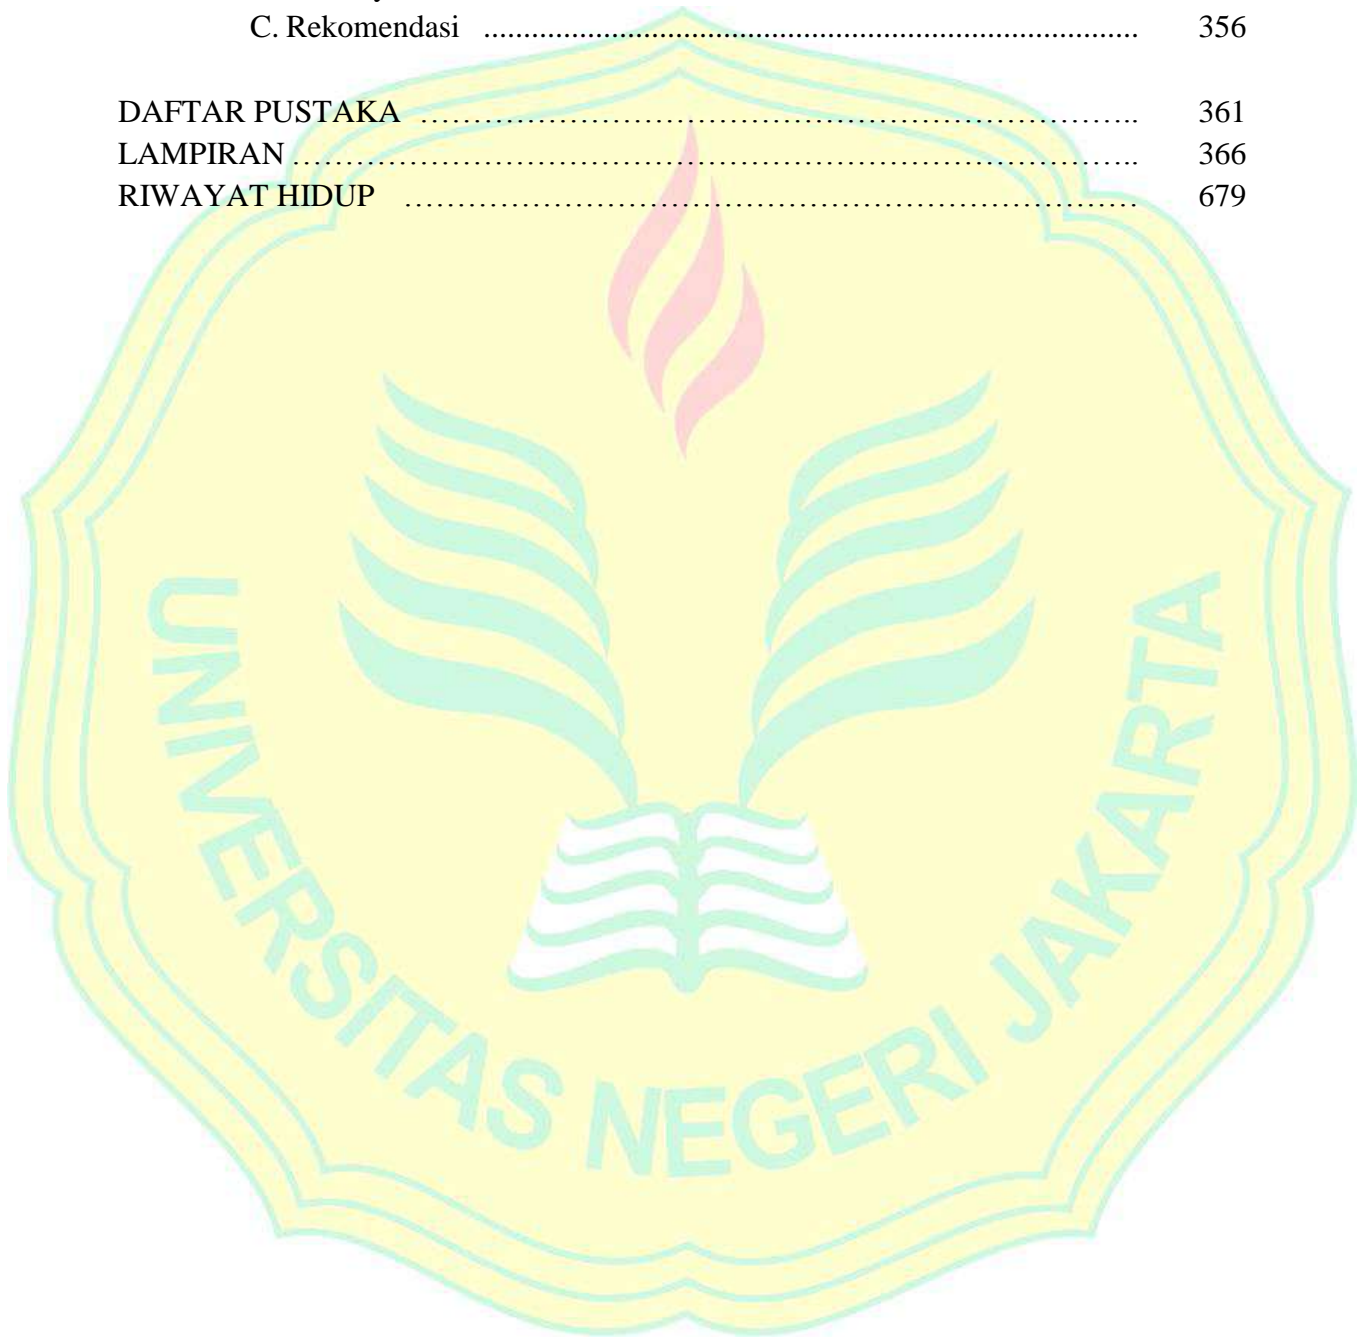 C. Rekomendasi ................................................................................ 356
DAFTAR PUSTAKA ………………………………………………………………….. 361
LAMPIRAN ……………………………………………………………………………….. 366
RIWAYAT HIDUP …………………………………………………………………… 679
UNIVERSITAS NEGERI JAKARTA